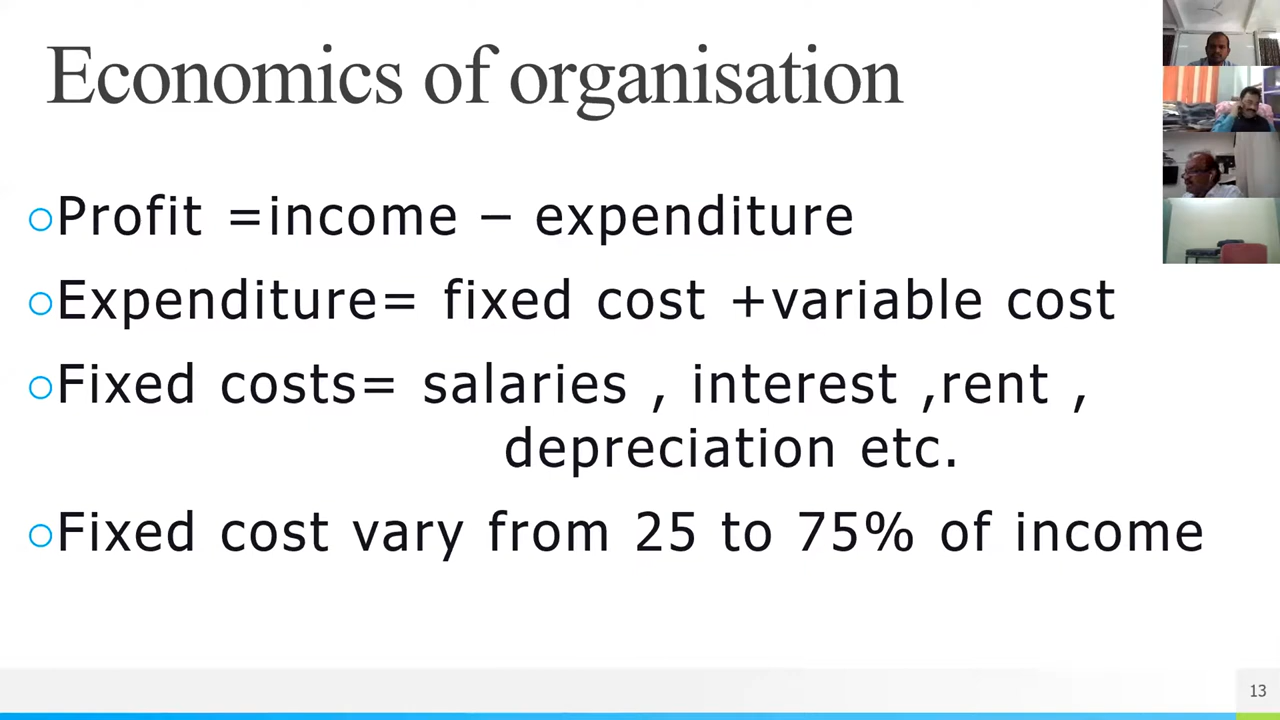 Economics of organisation
Profit =income – expenditure
Expenditure= fixed cost +variable cost
Fixed costs= salaries , interest ,rent ,
depreciation etc.
Fixed cost vary from 25 to 75% of income
13